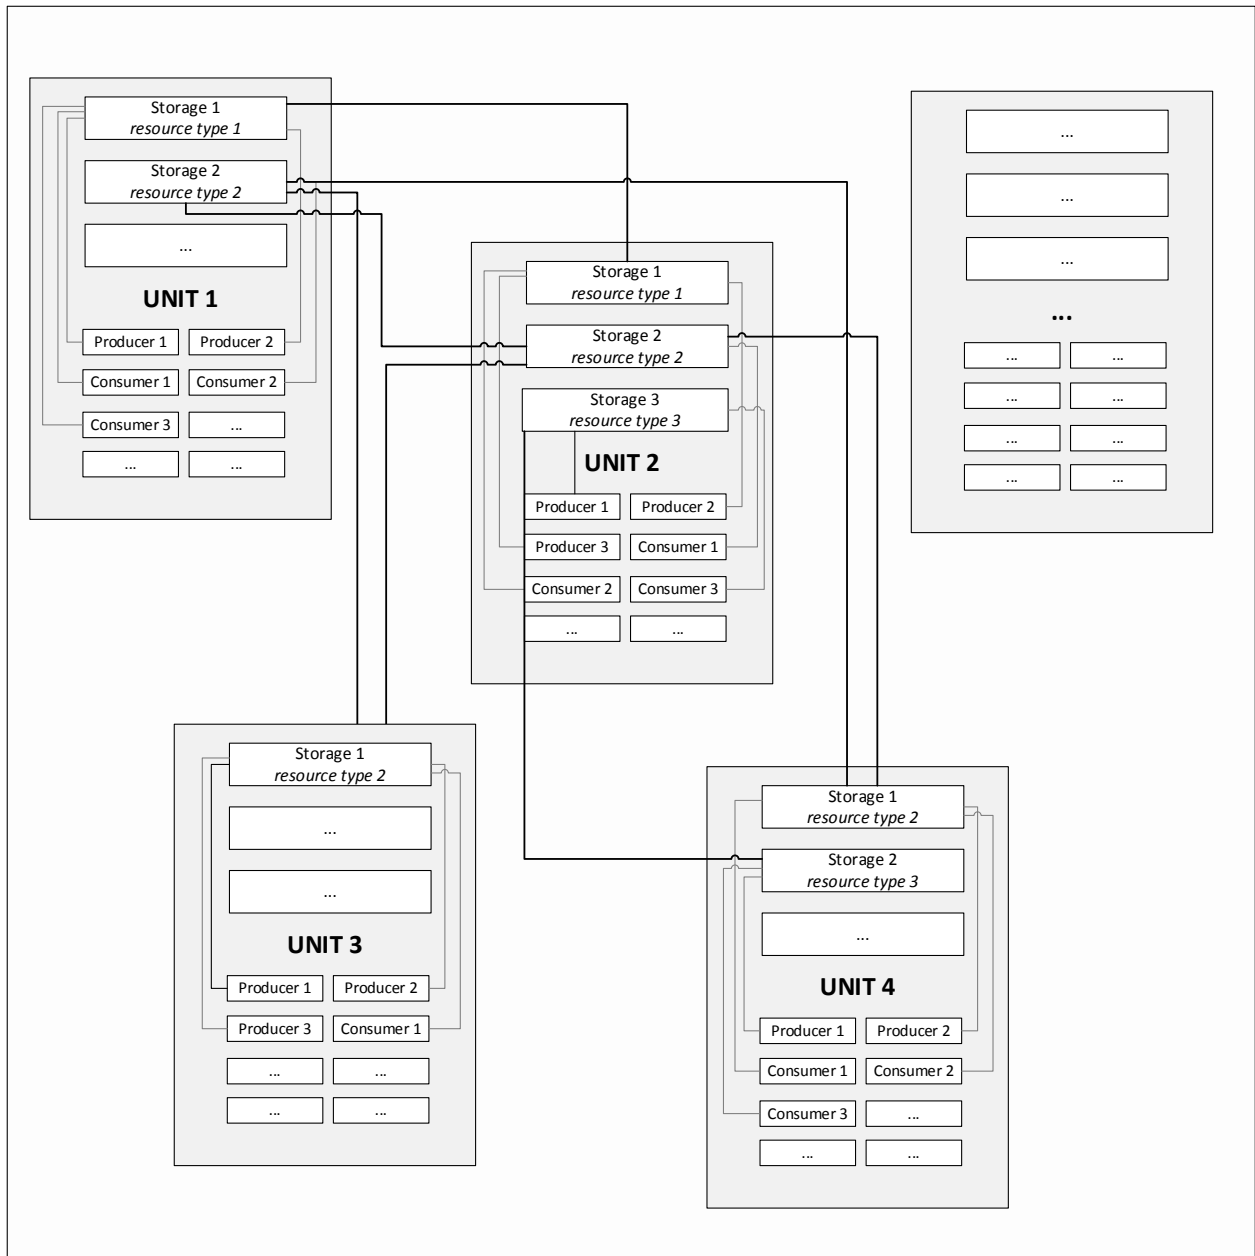 Storage 1
resource type 1
Storage 2
resource type 2
...
UNIT 1
Producer 1
Producer 2
Consumer 1
Consumer 2
Consumer 3
...
...
...
Storage 1
resource type 1
Storage 2
resource type 2
Storage 3
resource type 3
UNIT 2
Producer 1
Producer 2
Producer 3
Consumer 1
Consumer 2
Consumer 3
...
...
...
...
...
...
...
...
...
...
...
...
...
...
Storage 1
resource type 2
...
...
UNIT 3
Producer 1
Producer 2
Producer 3
Consumer 1
...
...
...
...
Storage 1
resource type 2
Storage 2
resource type 3
...
UNIT 4
Producer 1
Producer 2
Consumer 1
Consumer 2
Consumer 3
...
...
...